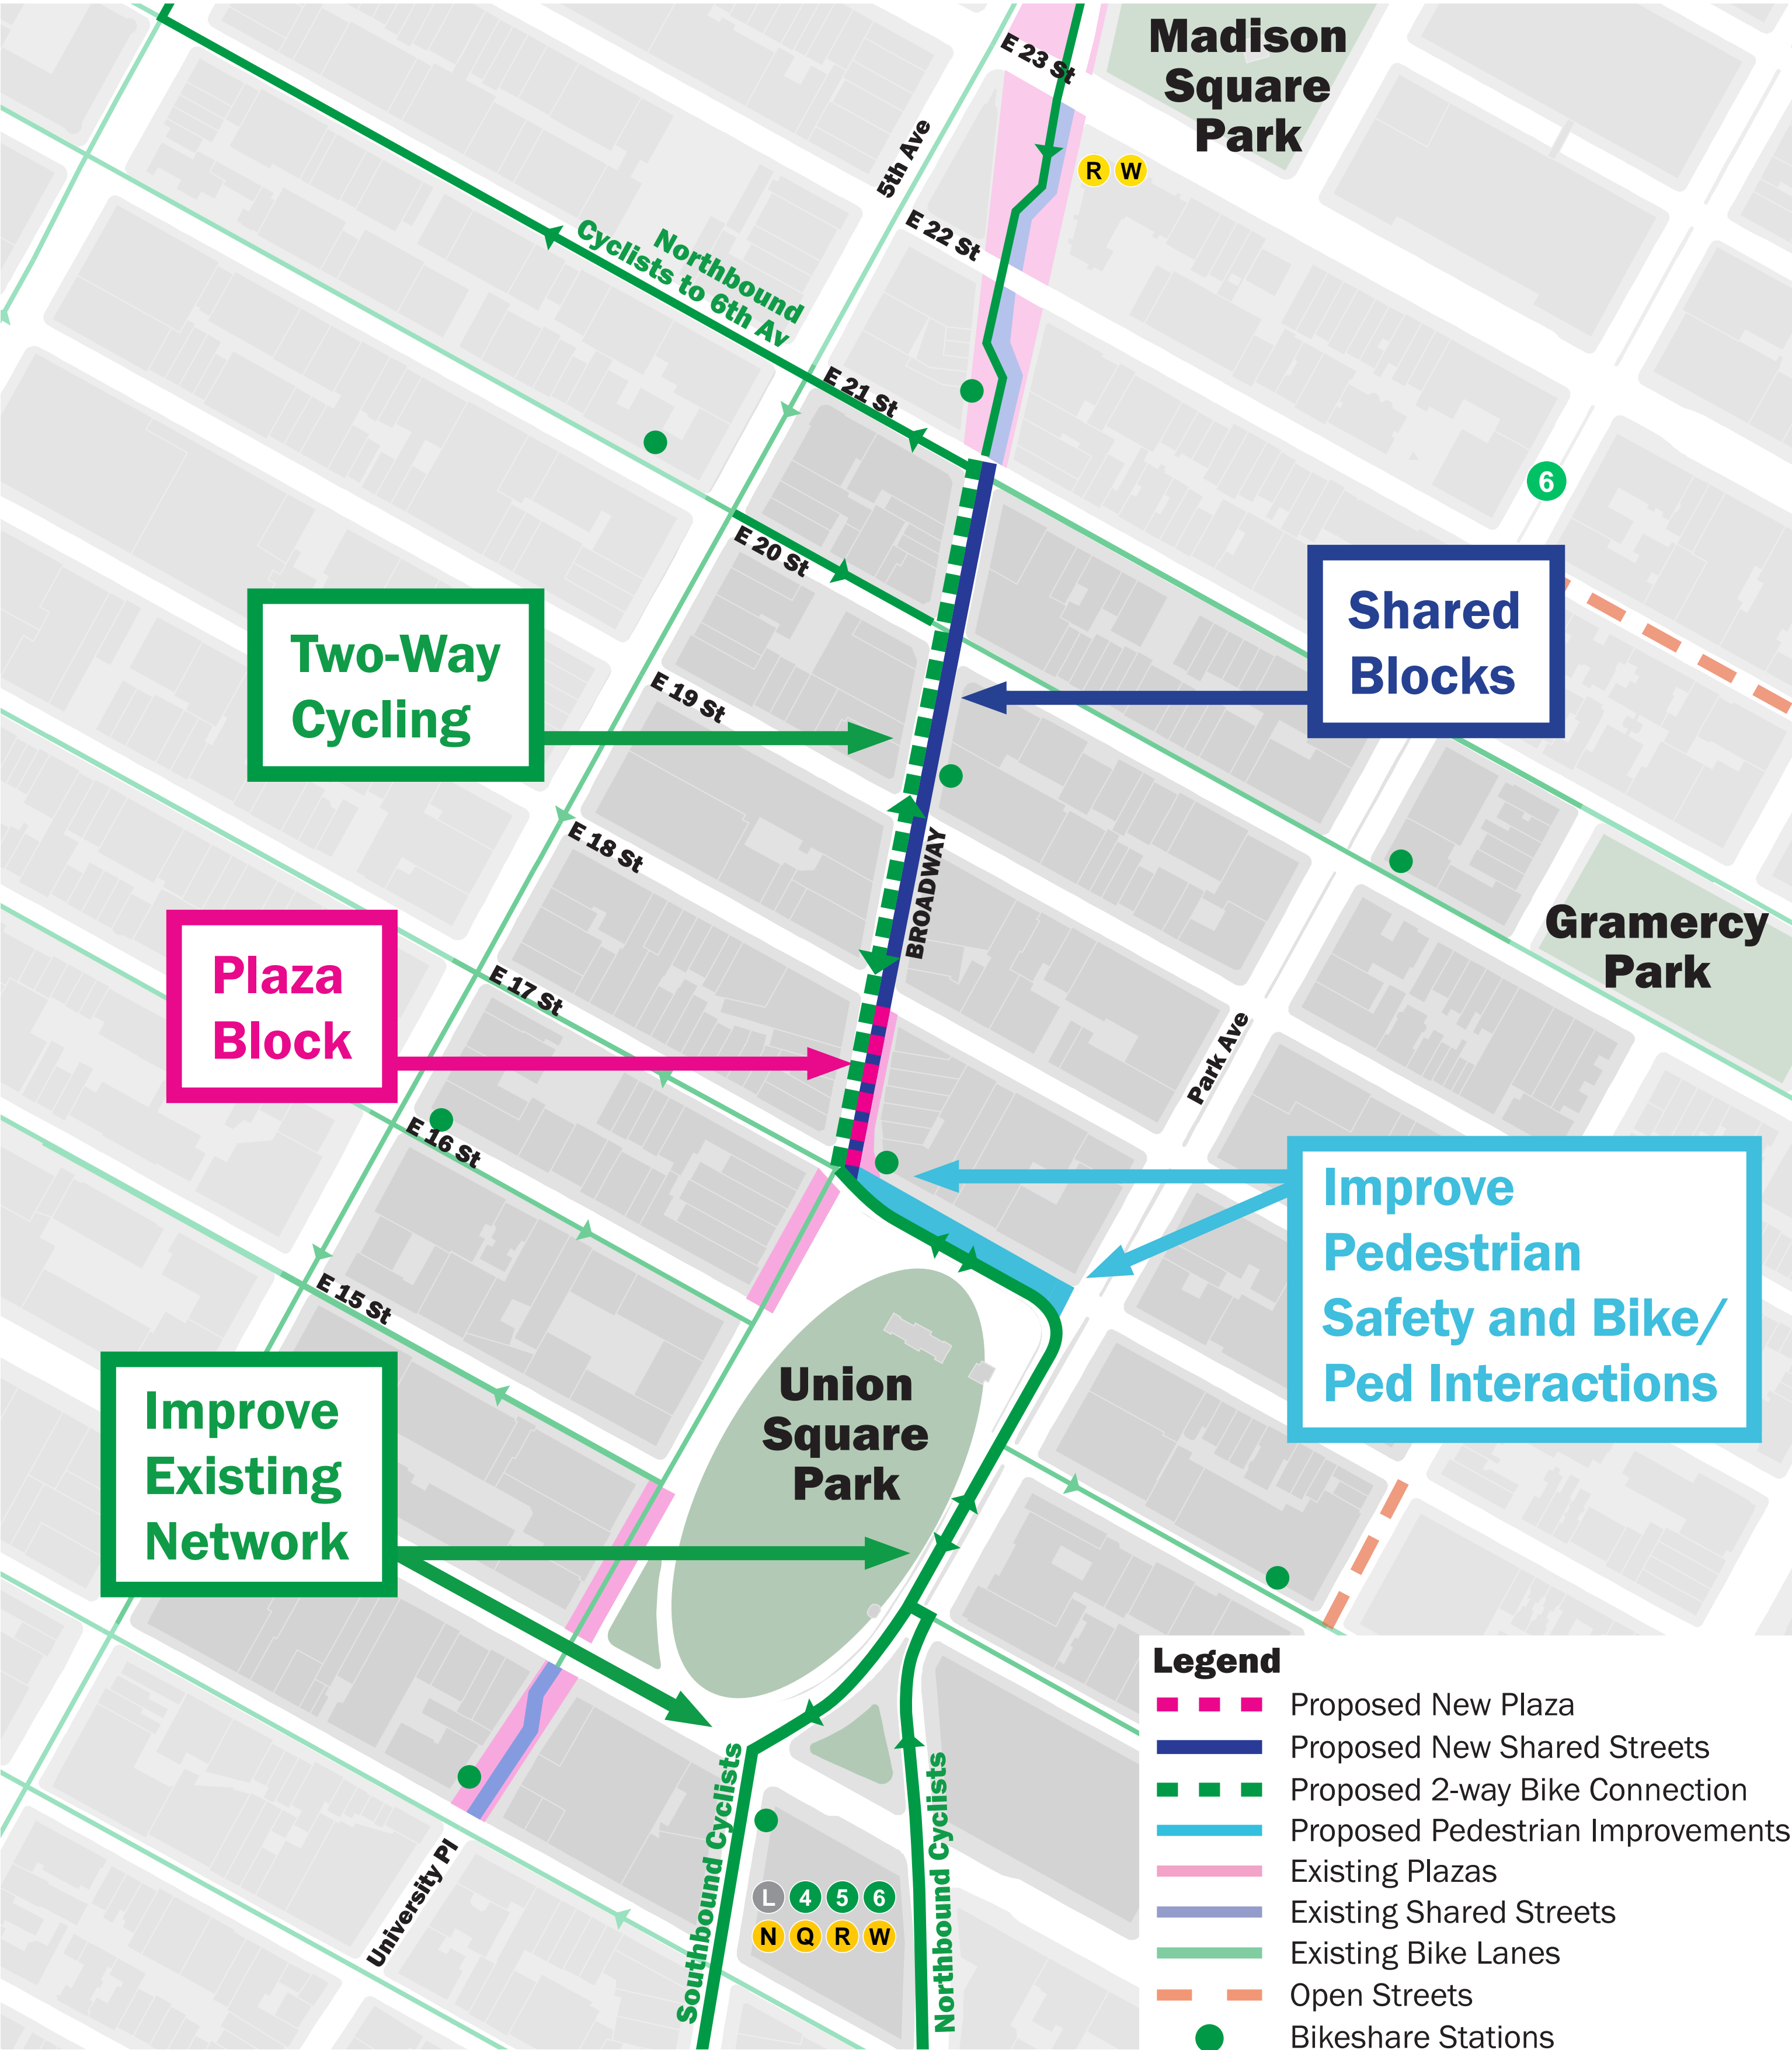 Madison
Square
Park
E 23 St
5th Ave
R W
E 22 St
Northbound
Cyclists to 6th Av
E 21 St
6
E 20 St
Shared
Blocks
Two-Way
Cycling
E 19 St
E 18 St
BROADWAY
Gramercy
Park
Plaza
Block
E 17 St
Park Ave
E 16 St
Improve
Pedestrian
Safety and Bike/
Ped Interactions
E 15 St
Union
Square
Park
Improve
Existing
Network
Southbound Cyclists
Northbound Cyclists
University Pl
L 4 5 6
N Q R W
Legend
Proposed New Plaza
Proposed New Shared Streets
Proposed 2-way Bike Connection
Proposed Pedestrian Improvements
Existing Plazas
Existing Shared Streets
Existing Bike Lanes
Open Streets
Bikeshare Stations